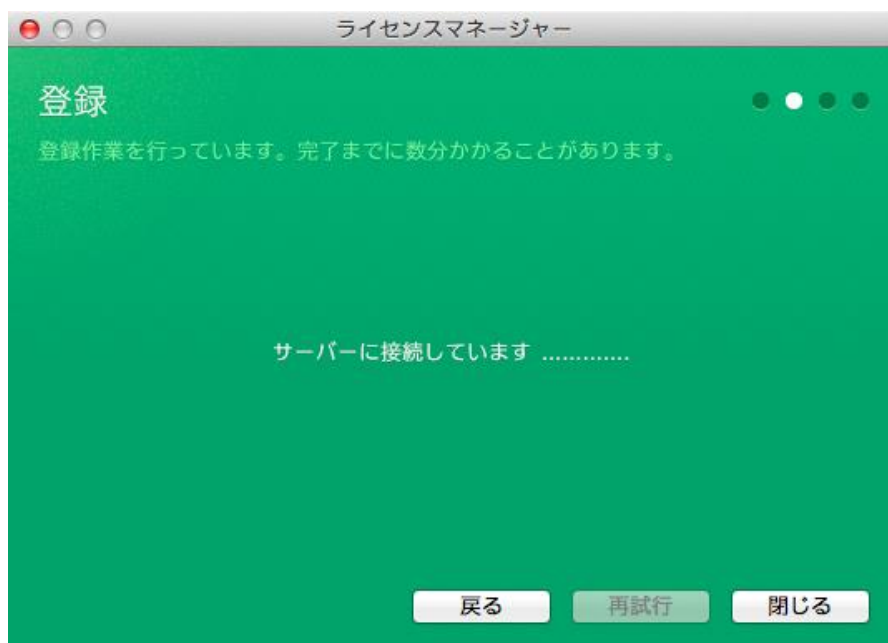 ライセンスマネージャー
登録
登録作業を行っています。完了までに数分かかることがあります。
サーバーに接続しています .............
戻る 再試行 閉じる